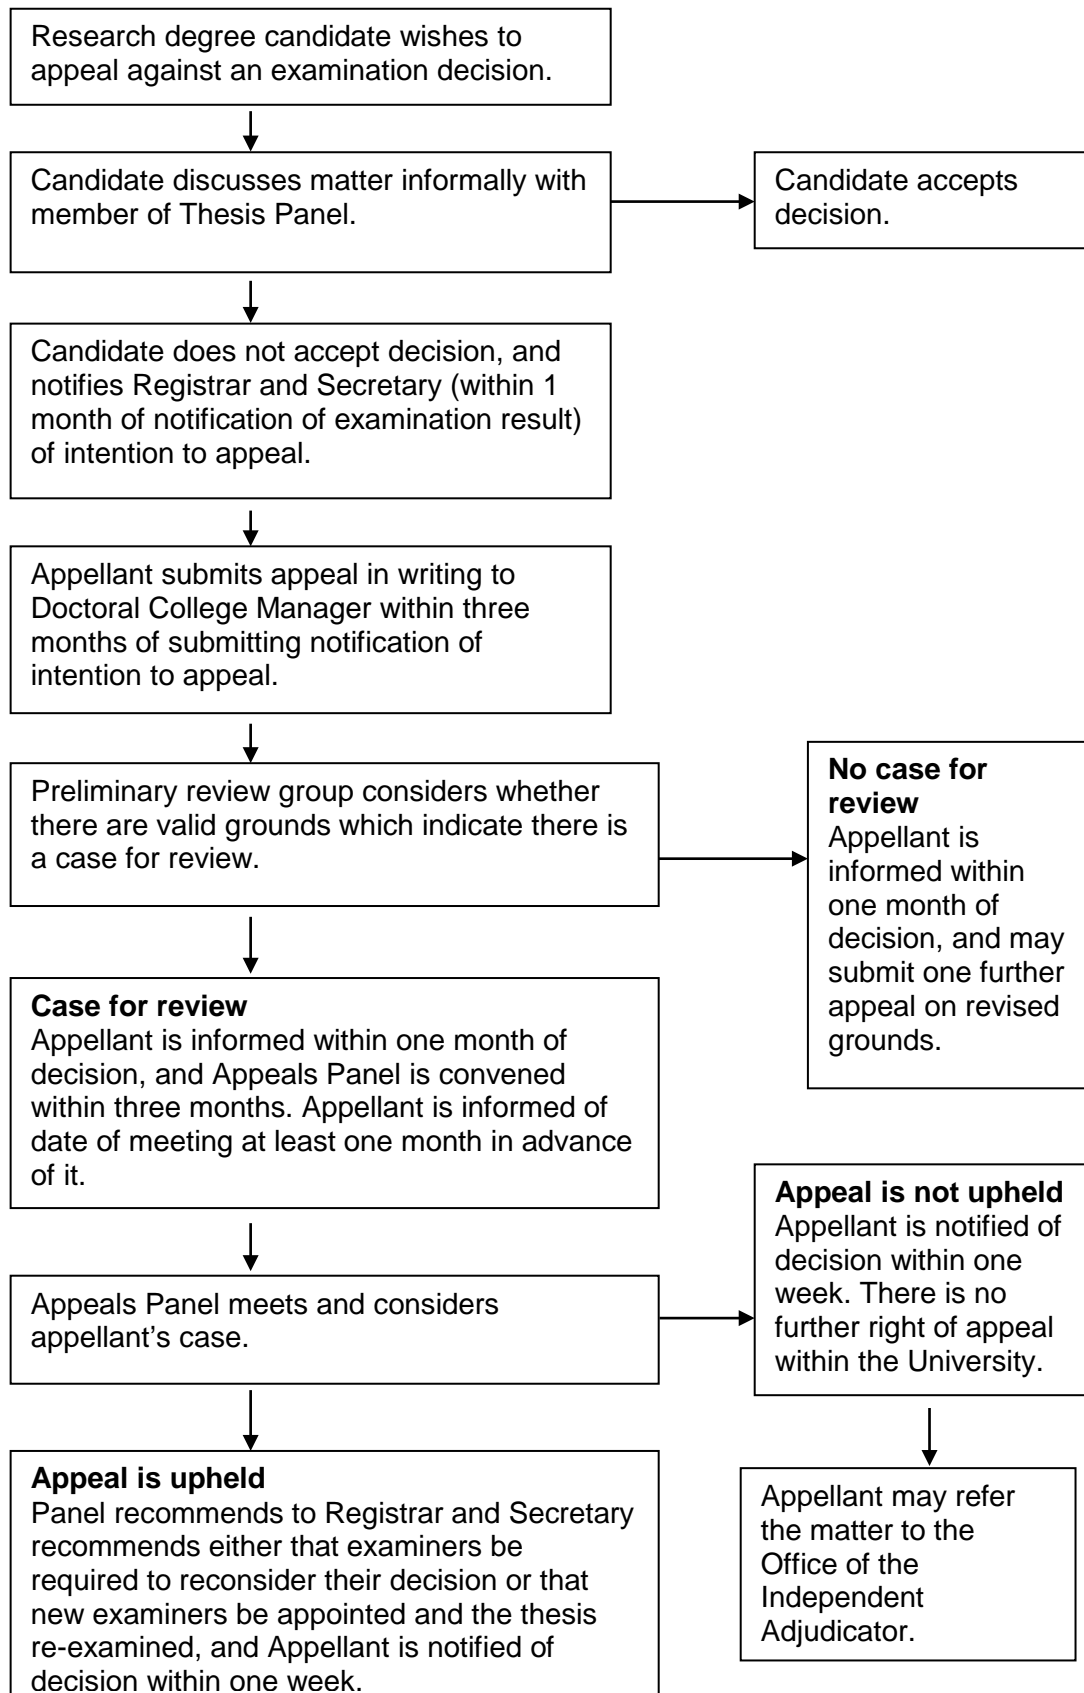 Research degree candidate wishes to
appeal against an examination decision.
Candidate discusses matter informally with
member of Thesis Panel.
Candidate accepts
decision.
Candidate does not accept decision, and
notifies Registrar and Secretary (within 1
month of notification of examination result)
of intention to appeal.
Appellant submits appeal in writing to
Doctoral College Manager within three
months of submitting notification of
intention to appeal.
Preliminary review group considers whether
there are valid grounds which indicate there is
a case for review.
No case for
review
Appellant is
informed within
one month of
decision, and may
submit one further
appeal on revised
grounds.
Case for review
Appellant is informed within one month of
decision, and Appeals Panel is convened
within three months. Appellant is informed of
date of meeting at least one month in advance
of it.
Appeals Panel meets and considers
appellant’s case.
Appeal is not upheld
Appellant is notified of
decision within one
week. There is no
further right of appeal
within the University.
Appeal is upheld
Panel recommends to Registrar and Secretary
recommends either that examiners be
required to reconsider their decision or that
new examiners be appointed and the thesis
re-examined, and Appellant is notified of
decision within one week.
Appellant may refer
the matter to the
Office of the
Independent
Adjudicator.